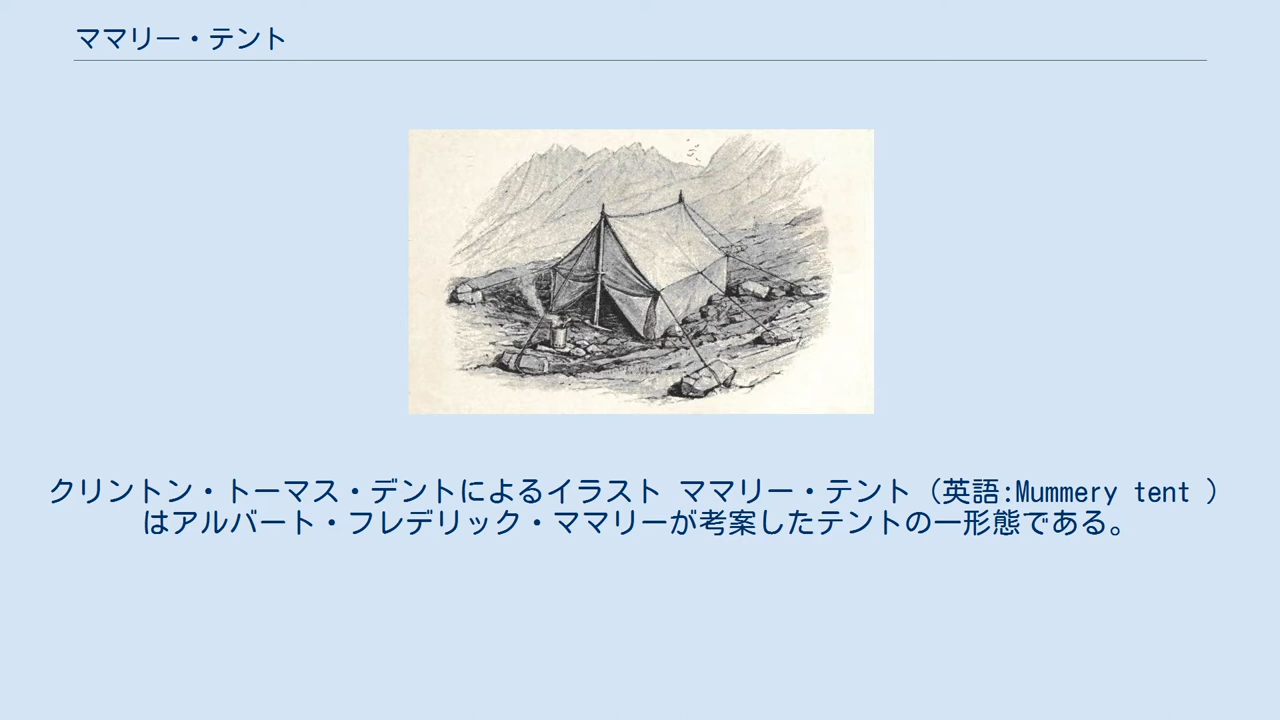 ママリー・テント
クリントン・トーマス・デントによるイラスト ママリー・テント（英語:Mummery tent ）
はアルバート・フレデリック・ママリーが考案したテントの一形態である。